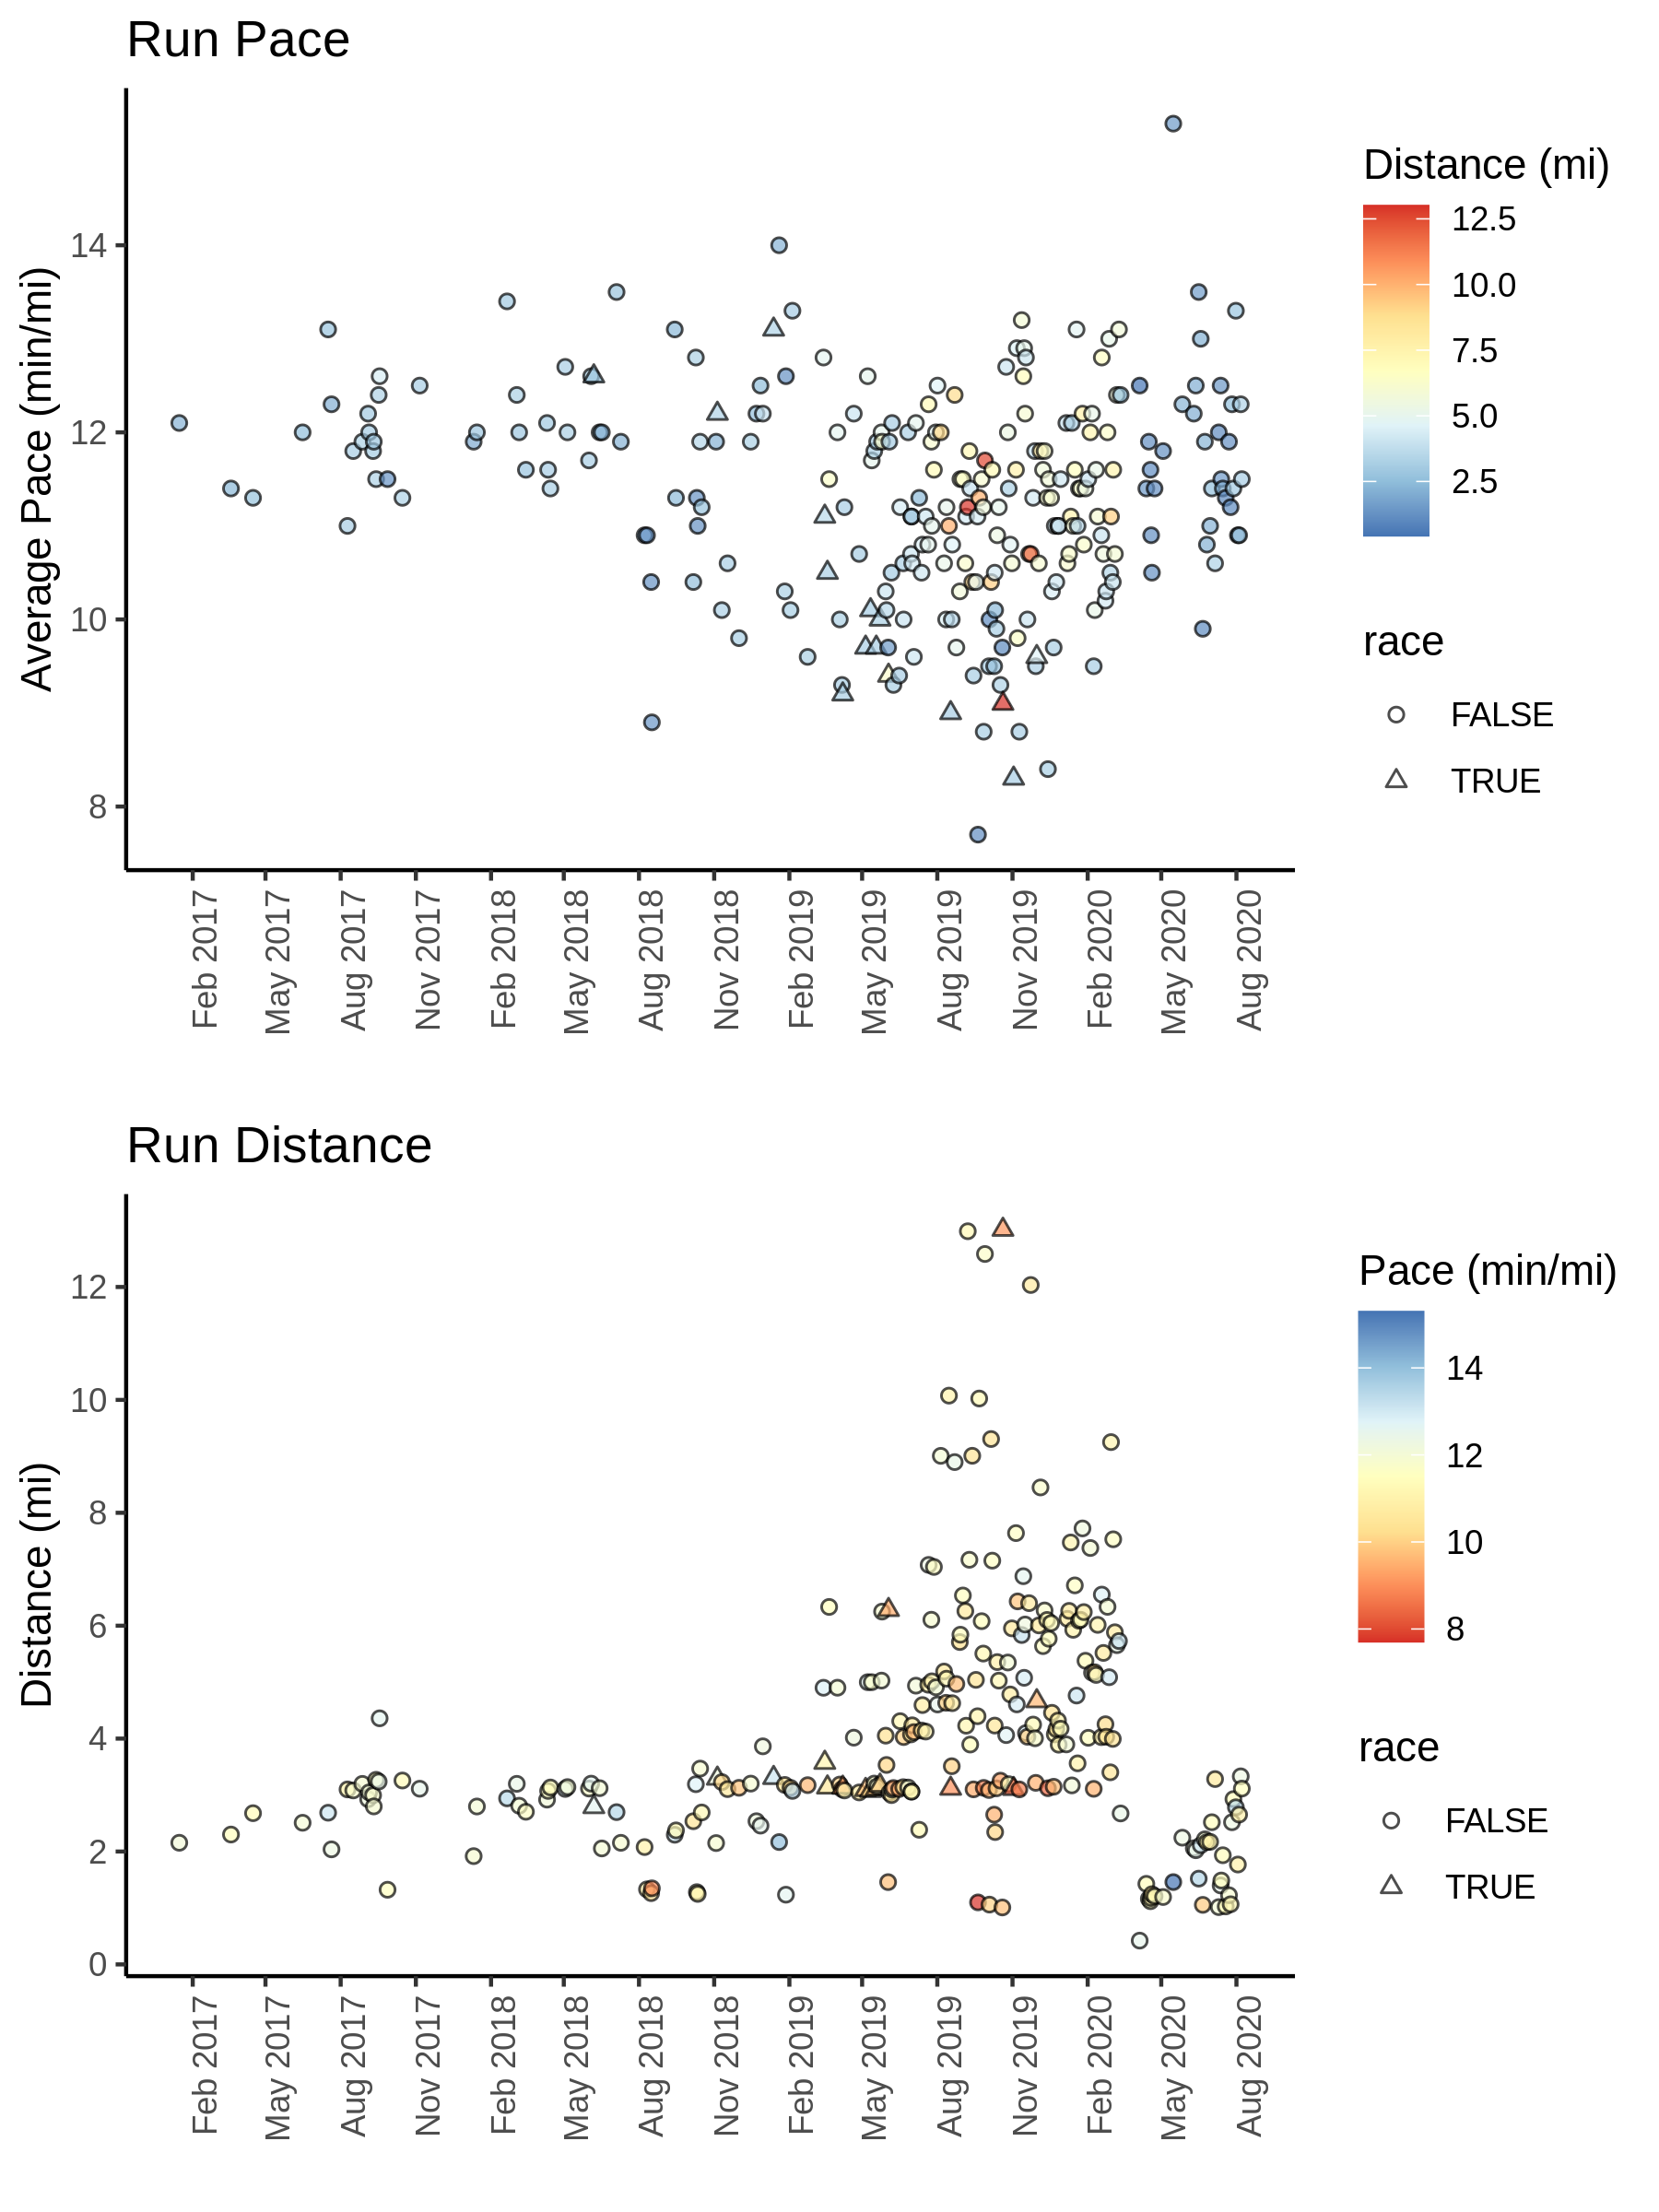 Run Pace
Average Pace (min/mi)
14
12
10
8
Feb 2017
May 2017
Aug 2017
Nov 2017
Feb 2018
May 2018
Aug 2018
Nov 2018
Feb 2019
May 2019
Aug 2019
Nov 2019
Feb 2020
May 2020
Aug 2020
Distance (mi)
12.5
10.0
7.5
5.0
2.5
race
FALSE
TRUE
Run Distance
Distance (mi)
12
10
8
6
4
2
0
Feb 2017
May 2017
Aug 2017
Nov 2017
Feb 2018
May 2018
Aug 2018
Nov 2018
Feb 2019
May 2019
Aug 2019
Nov 2019
Feb 2020
May 2020
Aug 2020
Pace (min/mi)
14
12
10
8
race
FALSE
TRUE